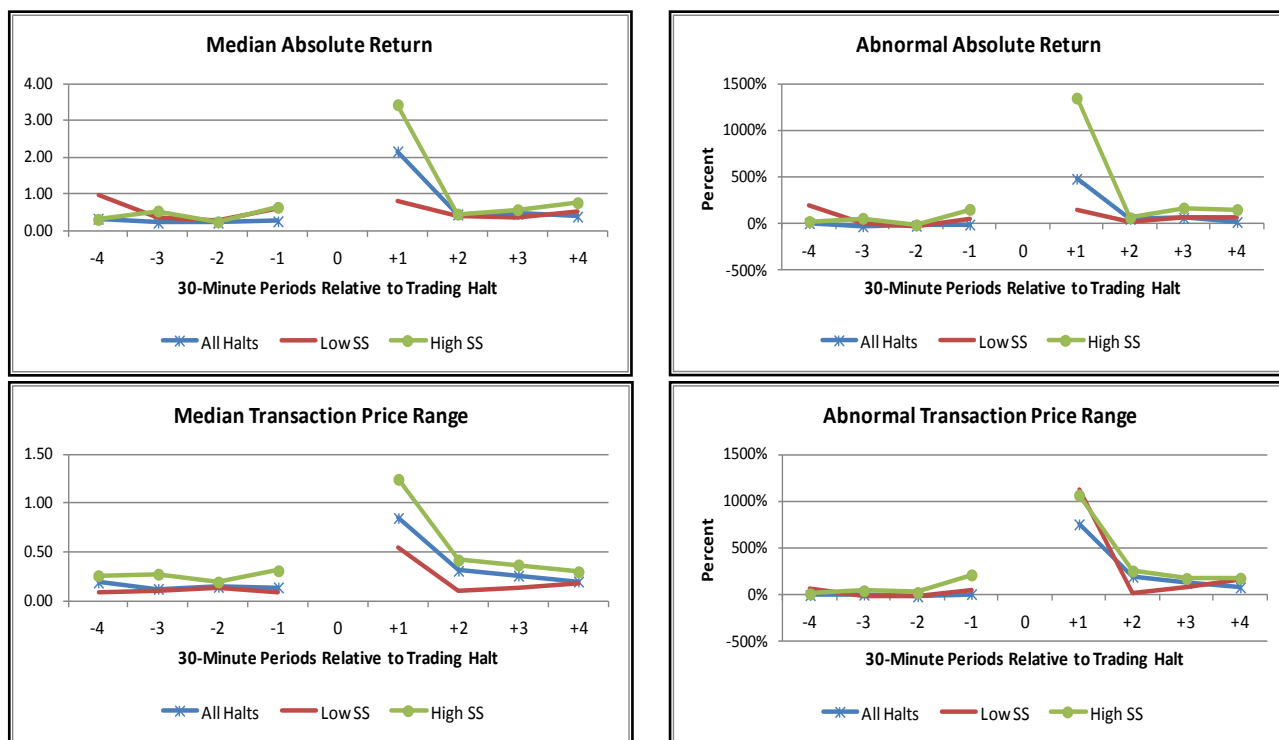 Median Absolute Return
4.00
3.00
2.00
1.00
0.00
-4 -3 -2 -1 0 +1 +2 +3 +4
30-Minute Periods Relative to Trading Halt
All Halts Low SS High SS
Abnormal Absolute Return
Percent
1500%
1000%
500%
0%
-500%
-4 -3 -2 -1 0 +1 +2 +3 +4
30-Minute Periods Relative to Trading Halt
All Halts Low SS High SS
Median Transaction Price Range
1.50
1.00
0.50
0.00
-4 -3 -2 -1 0 +1 +2 +3 +4
30-Minute Periods Relative to Trading Halt
All Halts Low SS High SS
Abnormal Transaction Price Range
Percent
1500%
1000%
500%
0%
-500%
-4 -3 -2 -1 0 +1 +2 +3 +4
30-Minute Periods Relative to Trading Halt
All Halts Low SS High SS